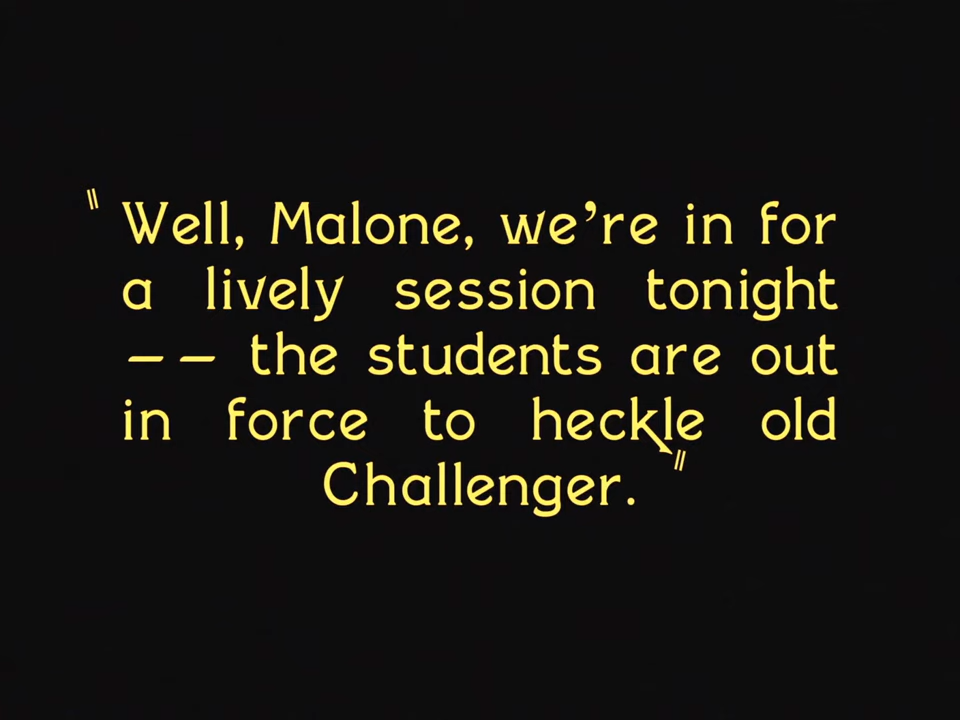 "Well, Malone, we're in for
a lively session tonight
-- the students are out
in force to heckle old
Challenger."